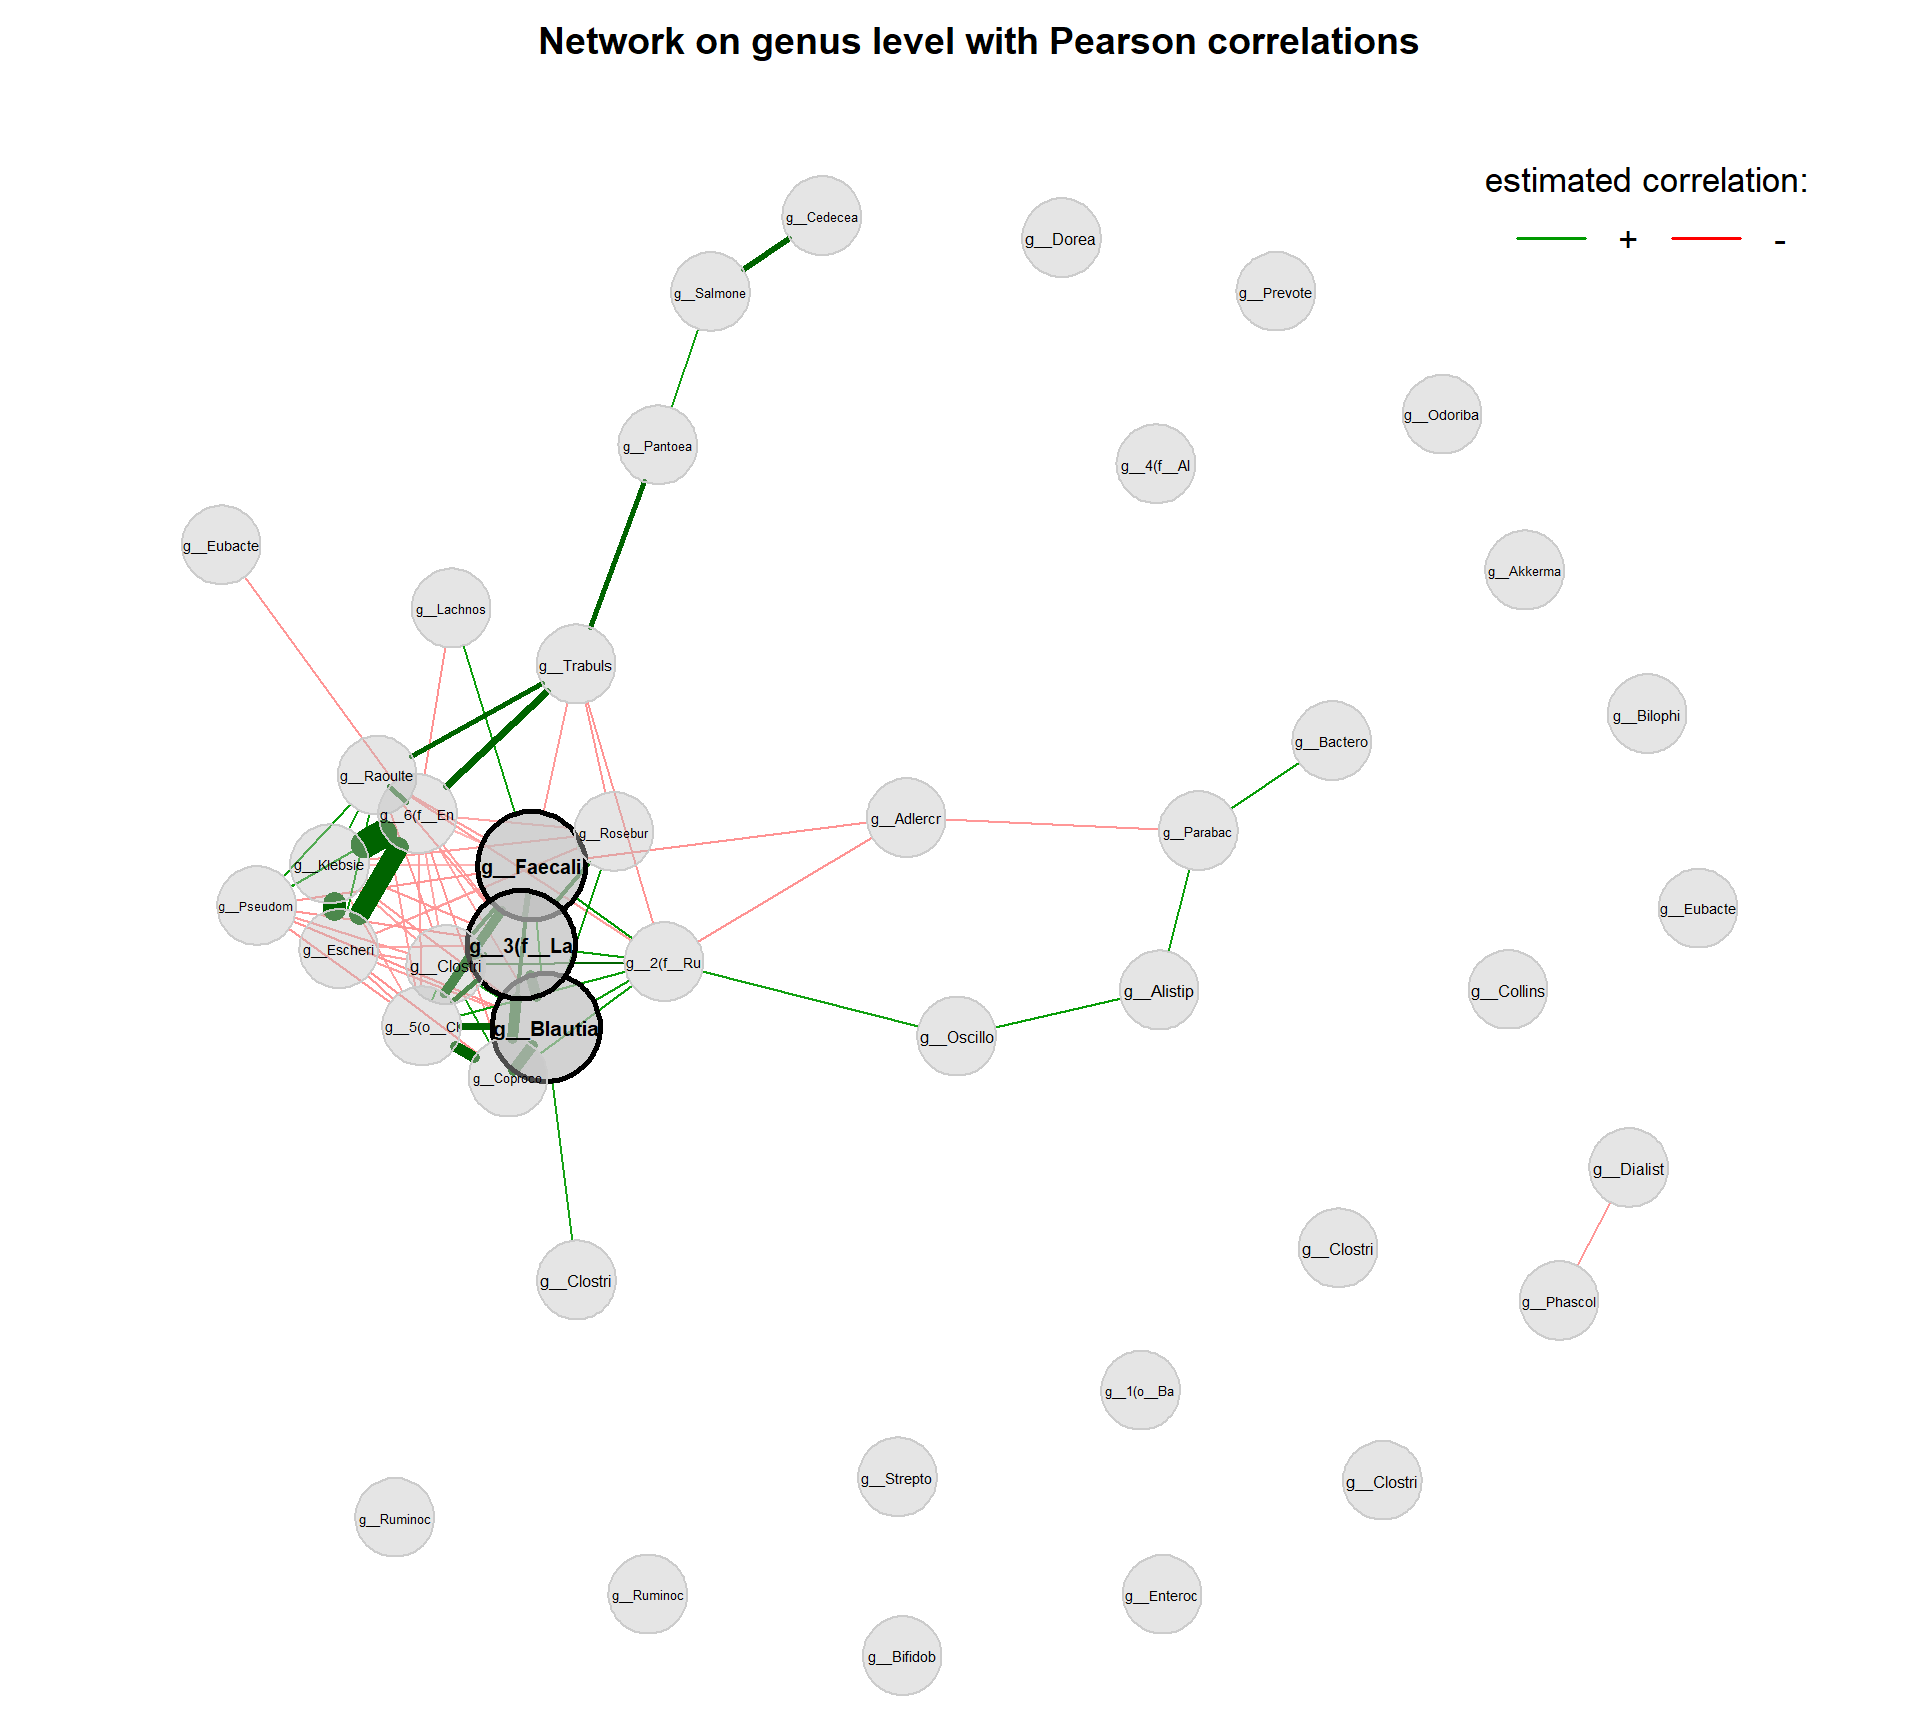 Network on genus level with Pearson correlations
estimated correlation:
+ -
g__Cedecea
g__Dorea
g__Salmone
g__Prevote
g__Odoriba
g__Pantoea
g__4(f__Al
g__Eubacte
g__Akkerma
g__Lachnos
g__Trabuls
g__Bilophi
g__Bactero
g__Raoulte
g__6(f__En
g__Adlercr
g__Parabac
g__Rosebur
g__Klebsie
g__Faecali
g__Pseudom
g__Eubacte
g__3(f__La
g__Escheri
g__2(f__Ru
g__Clostri
g__Alistip
g__Collins
g__5(o__Cl
g__Blautia
g__Oscillo
g__Coproco
g__Dialist
g__Clostri
g__Clostri
g__Phascol
g__1(o__Ba
g__Strepto
g__Clostri
g__Ruminoc
g__Ruminoc
g__Enteroc
g__Bifidob